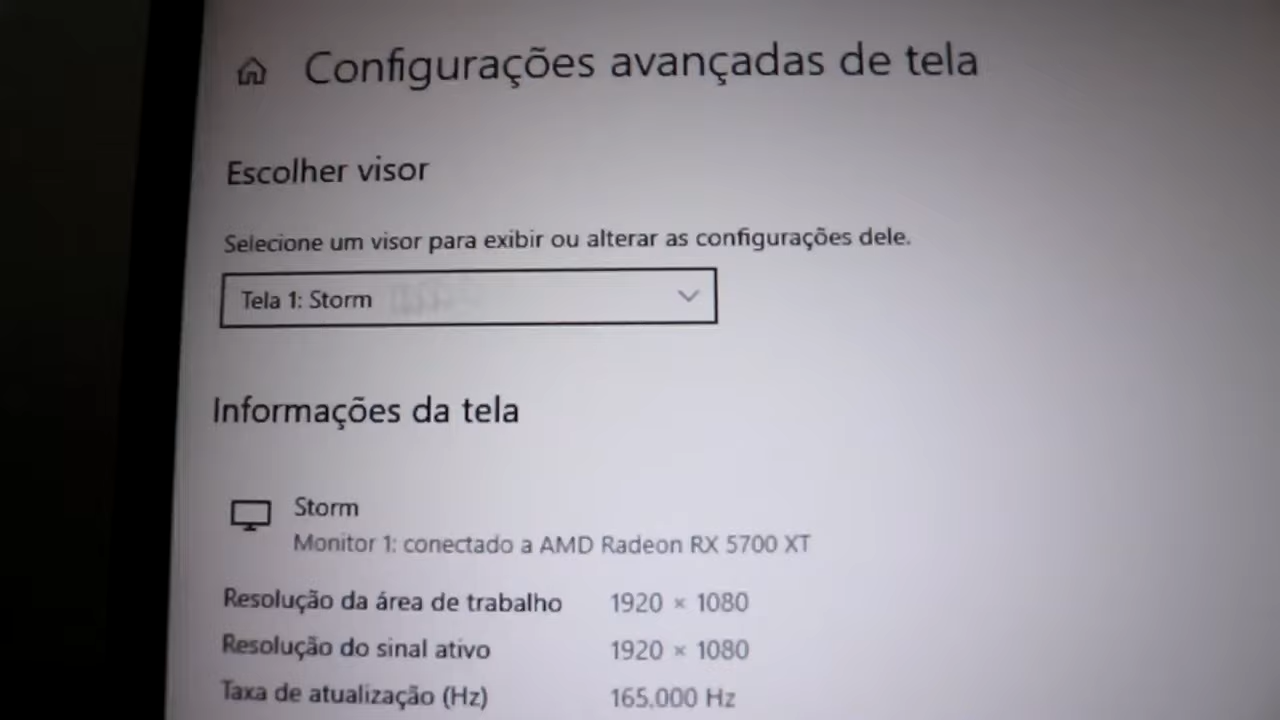 Configurações avançadas de tela
Escolher visor
Selecione um visor para exibir ou alterar as configurações dele.
Tela 1: Storm
Informações da tela
Storm
Monitor 1: conectado a AMD Radeon RX 5700 XT
Resolução da área de trabalho 1920 × 1080
Resolução do sinal ativo 1920 × 1080
Taxa de atualização (Hz) 165,000 Hz